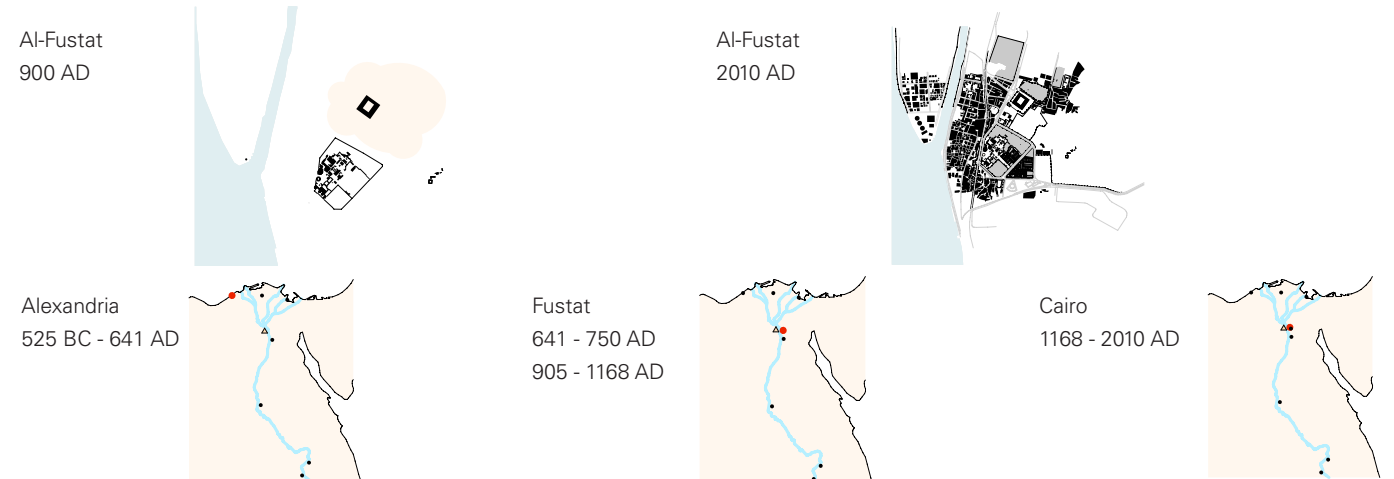 Al-Fustat
900 AD
Al-Fustat
2010 AD
Alexandria
525 BC - 641 AD
Fustat
641 - 750 AD
905 - 1168 AD
Cairo
1168 - 2010 AD